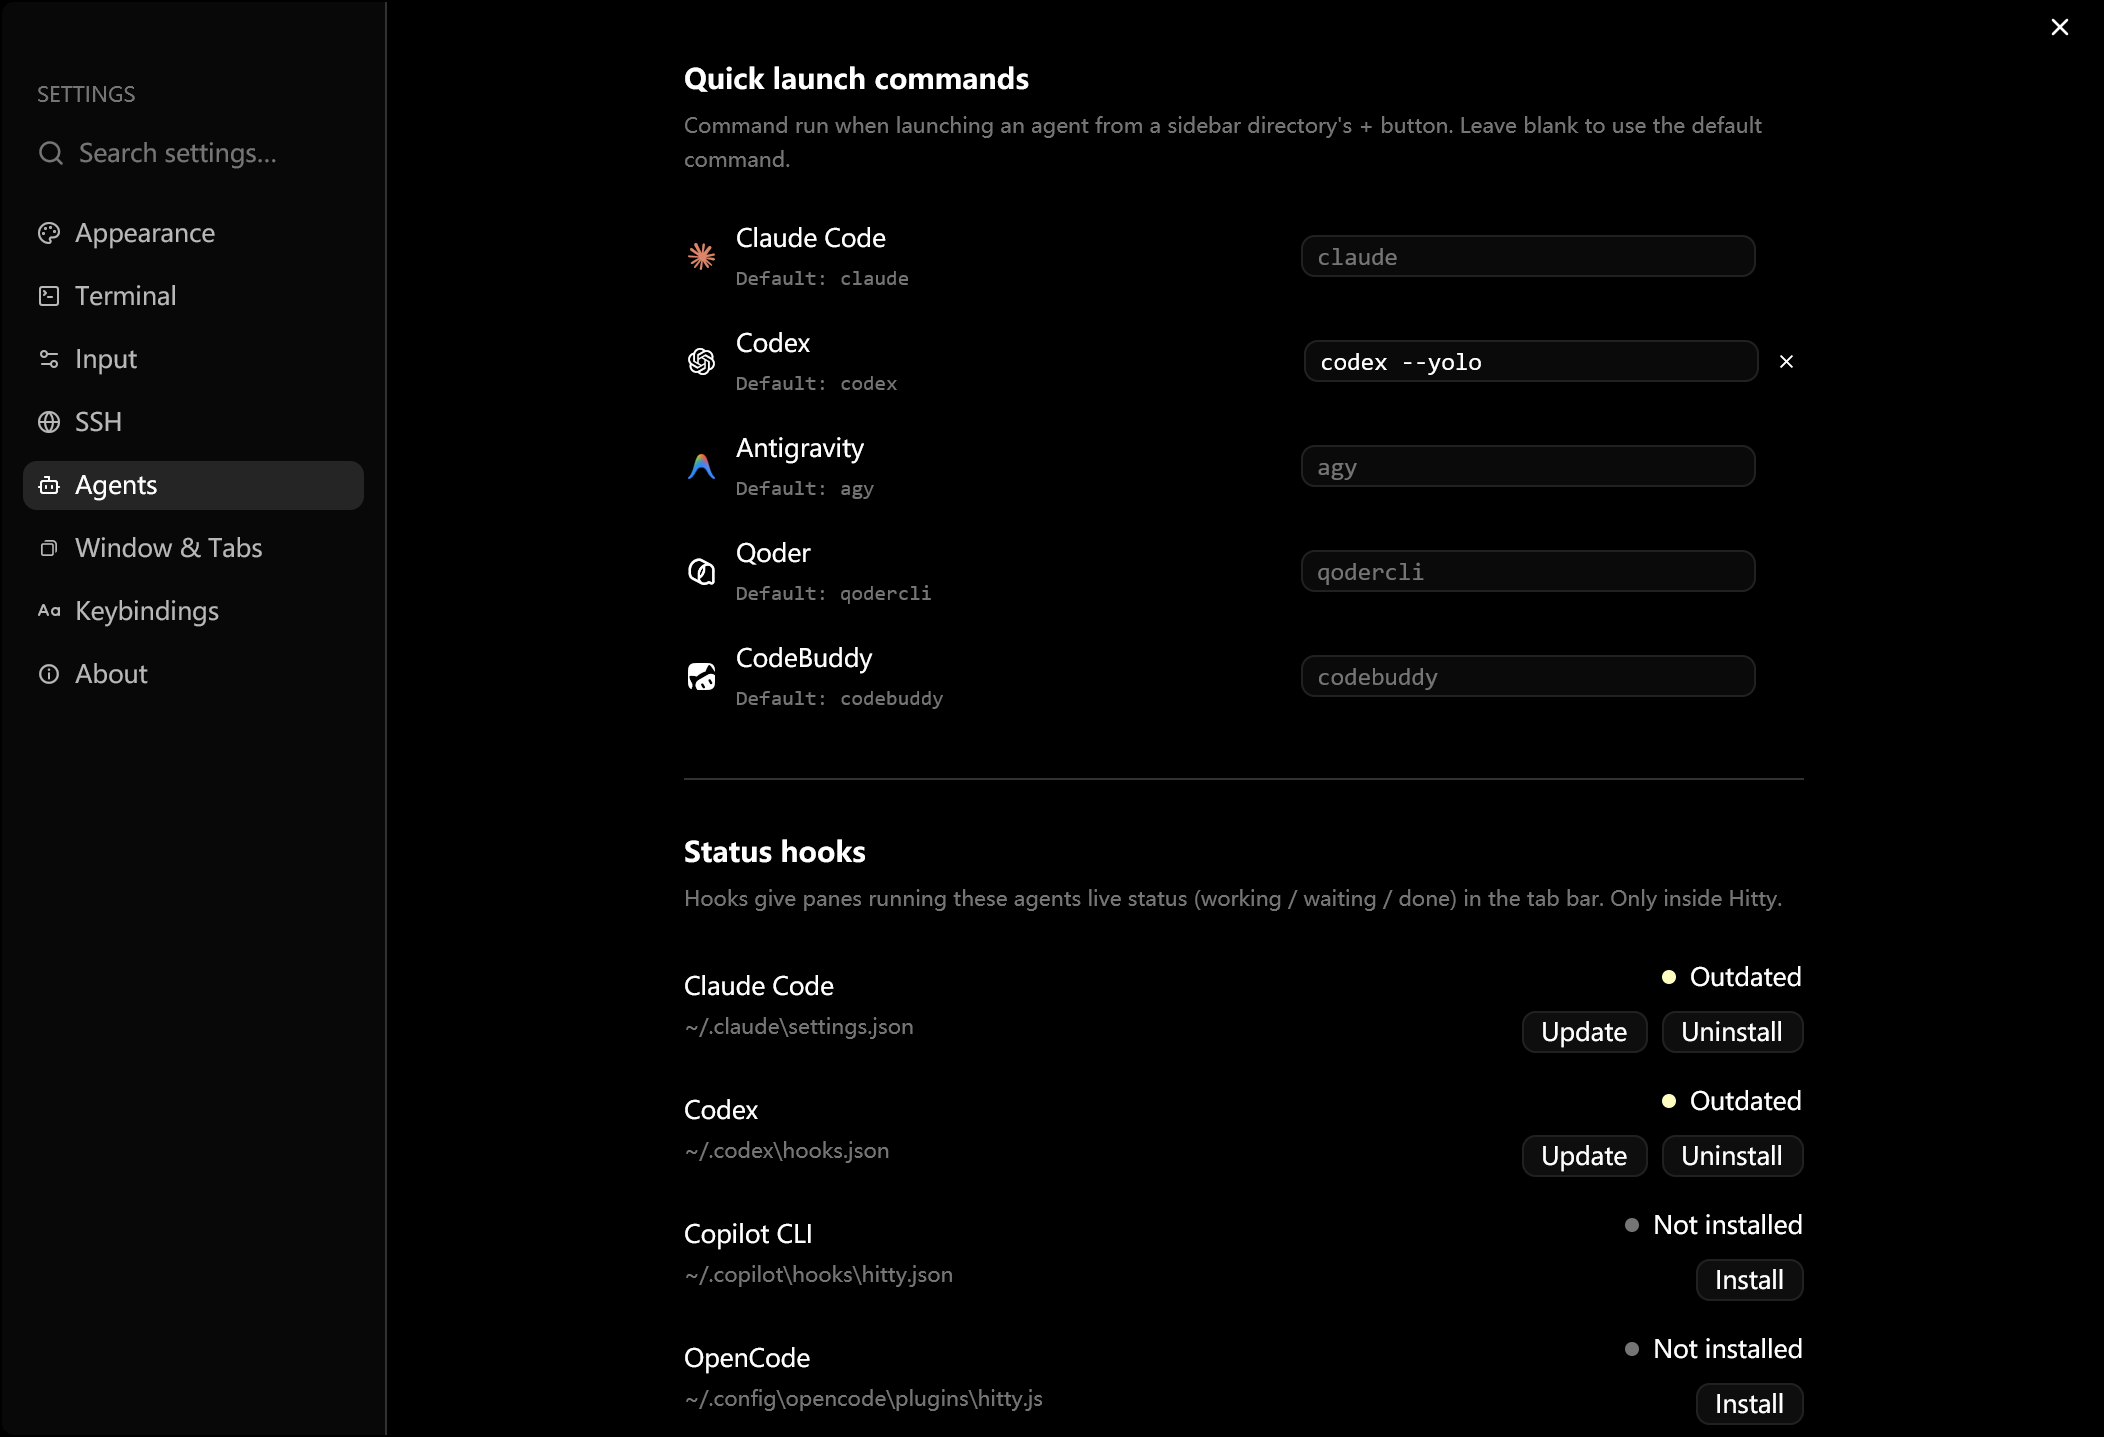 SETTINGS
Search settings...
Appearance
Terminal
Input
SSH
Agents
Window & Tabs
Aa Keybindings
About
Quick launch commands
Command run when launching an agent from a sidebar directory's + button. Leave blank to use the default
command.
Claude Code
Default: claude
claude
Codex
Default: codex
codex --yolo
Antigravity
Default: agy
agy
Qoder
Default: qodercli
qodercli
CodeBuddy
Default: codebuddy
codebuddy
Status hooks
Hooks give panes running these agents live status (working / waiting / done) in the tab bar. Only inside Hitty.
Claude Code
~/.claude\settings.json
Outdated
Update Uninstall
Codex
~/.codex\hooks.json
Outdated
Update Uninstall
Copilot CLI
~/.copilot\hooks\hitty.json
Not installed
Install
OpenCode
~/.config\opencode\plugins\hitty.js
Not installed
Install